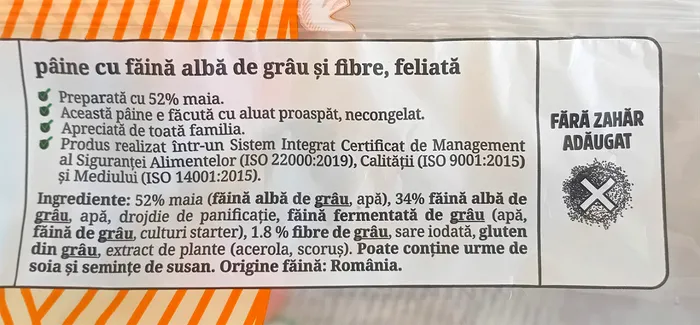 pâine cu făină albă de grâu și fibre, feliată
Preparată cu 52% maia.
Această pâine e făcută cu aluat proaspăt, necongelat.
Apreciată de toată familia.
Produs realizat într-un Sistem Integrat Certificat de Management
al Siguranței Alimentelor (ISO 22000:2019), Calității (ISO 9001:2015)
și Mediului (ISO 14001:2015).
Ingrediente: 52% maia (făină albă de grâu, apă), 34% făină albă de
grâu, apă, drojdie de panificație, făină fermentată de grâu (apă,
făină de grâu, culturi starter), 1.8 % fibre de grâu, sare iodată, gluten
din grâu, extract de plante (acerola, scoruș). Poate conține urme de
soia și semințe de susan. Origine făină: România.
FĂRĂ ZAHĂR
ADĂUGAT